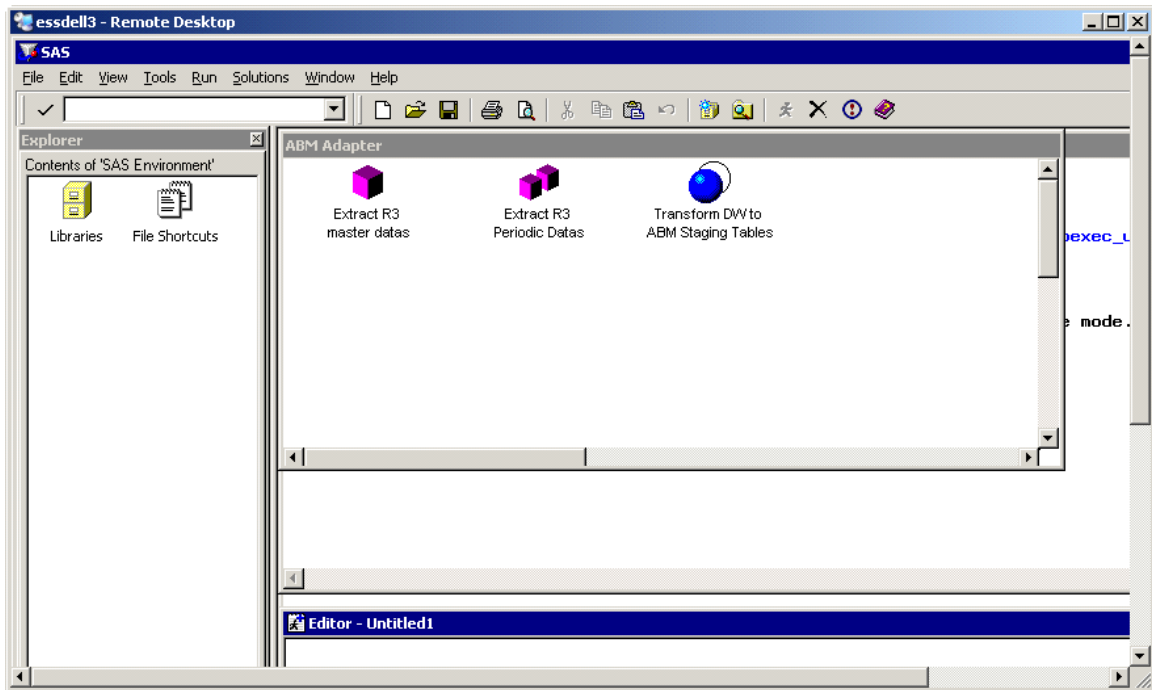 essdell3 - Remote Desktop
SAS
File Edit View Tools Run Solutions Window Help
Explorer
Contents of 'SAS Environment'
Libraries
File Shortcuts
ABM Adapter
Extract R3
master datas
Extract R3
Periodic Datas
Transform DW to
ABM Staging Tables
pexec_u
e mode.
Editor - Untitled1